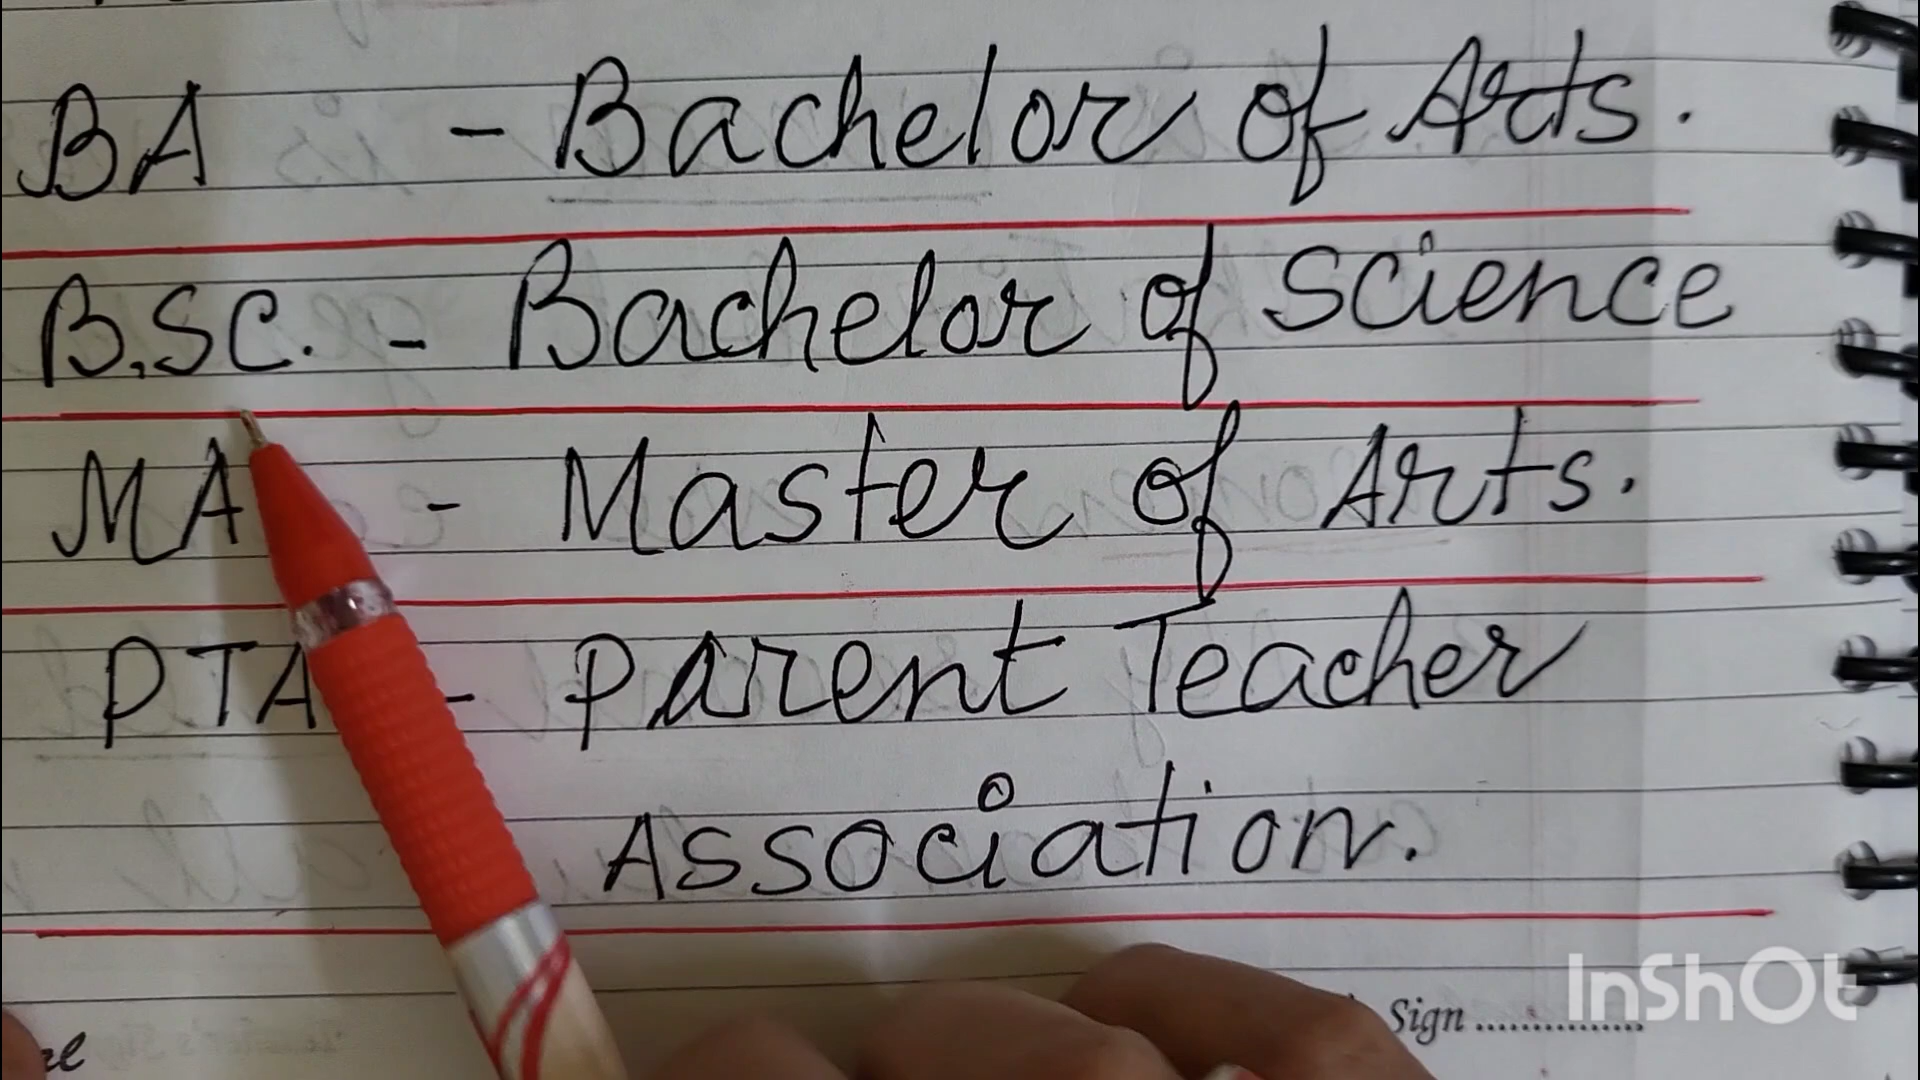 BA - Bachelor of Arts.
B.SC. - Bachelor of Science
MA - Master of Arts.
PTA - Parent Teacher
Association.
Sign ...............
InShOt